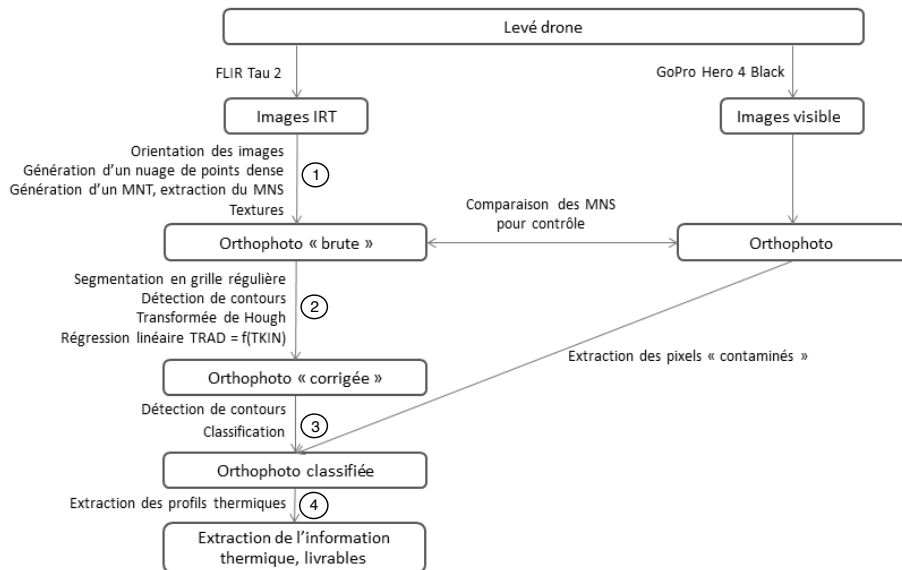 Levé drone
FLIR Tau 2
GoPro Hero 4 Black
Images IRT
Images visible
Orientation des images
Génération d'un nuage de points dense
Génération d'un MNT, extraction du MNS
Textures
1
Comparaison des MNS
pour contrôle
Orthophoto « brute »
Orthophoto
Segmentation en grille régulière
Détection de contours
Transformée de Hough
Régression linéaire TRAD = f(TKIN)
2
Extraction des pixels « contaminés »
Orthophoto « corrigée »
Détection de contours
Classification
3
Orthophoto classifiée
Extraction des profils thermiques
4
Extraction de l'information
thermique, livrables